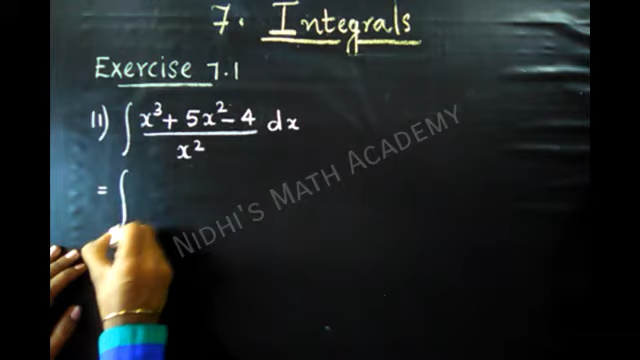 7. Integrals
Exercise 7.1
11) ∫ (x³ + 5x² - 4)/x² dx
= ∫
NIDHI'S MATH ACADEMY